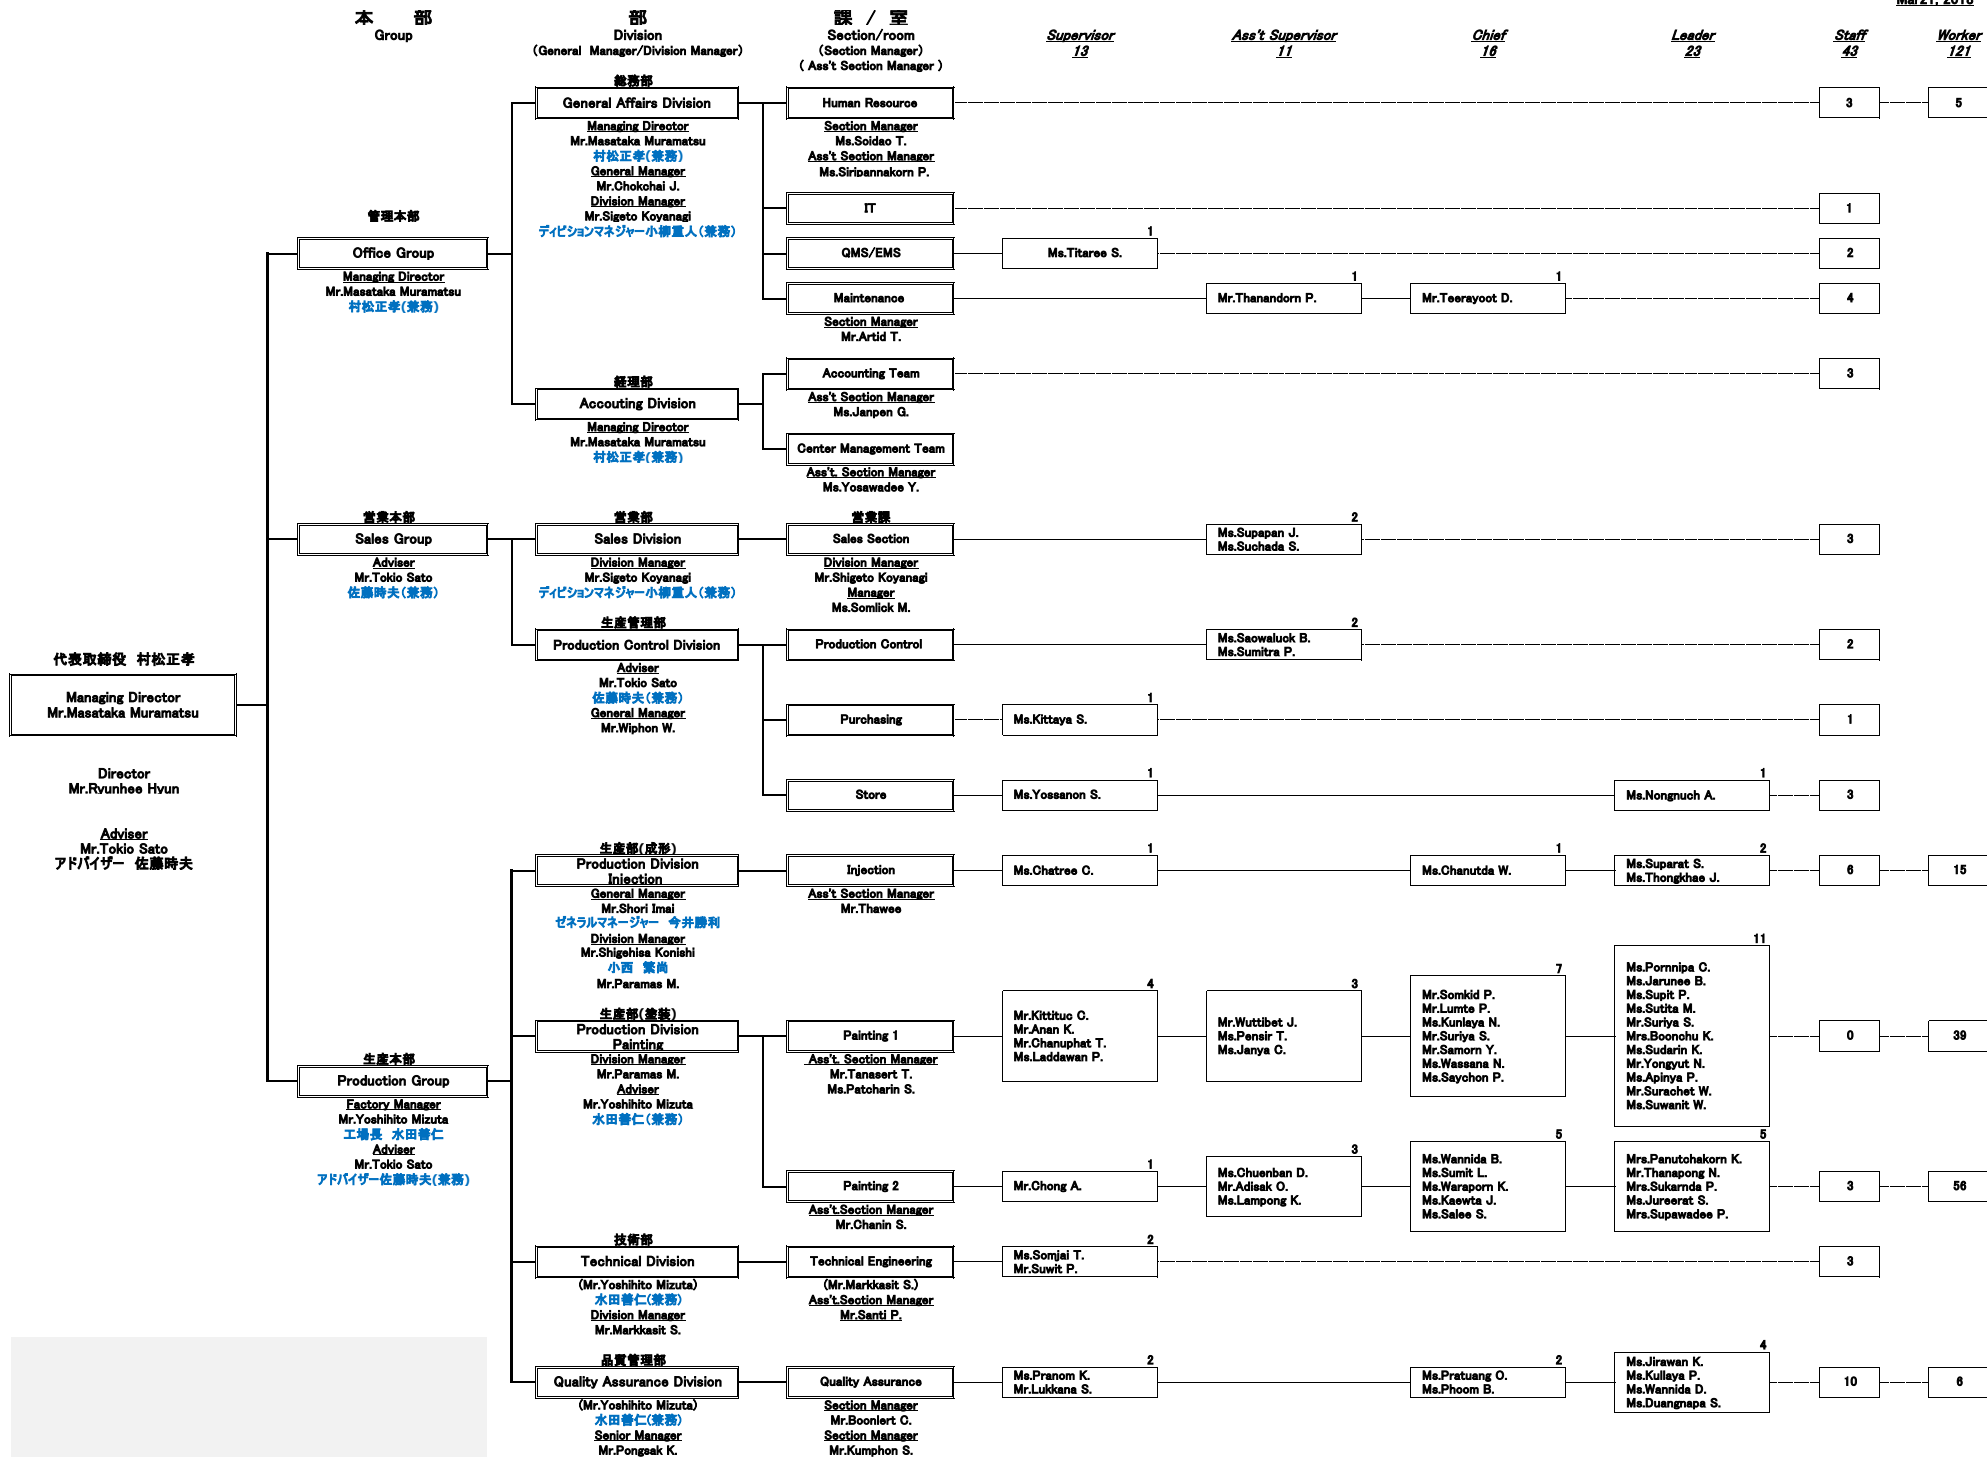 Mar21, 2018
本 部
Group
部
Division
(General Manager/Division Manager)
課 / 室
Section/room
(Section Manager)
( Ass't Section Manager )
Supervisor
13
Ass't Supervisor
11
Chief
16
Leader
23
Staff
43
Worker
121
代表取締役 村松正孝
Managing Director
Mr.Masataka Muramatsu
Director
Mr.Ryunhee Hyun
Adviser
Mr.Tokio Sato
アドバイザー 佐藤時夫
管理本部
Office Group
Managing Director
Mr.Masataka Muramatsu
村松正孝(兼務)
総務部
General Affairs Division
Managing Director
Mr.Masataka Muramatsu
村松正孝(兼務)
General Manager
Mr.Chokchai J.
Division Manager
Mr.Sigeto Koyanagi
ディビションマネジャー小柳重人(兼務)
Human Resource
Section Manager
Ms.Soidao T.
Ass't Section Manager
Ms.Siripannakorn P.
3
5
IT
1
QMS/EMS
1
Ms.Titaree S.
2
Maintenance
Section Manager
Mr.Artid T.
1
Mr.Thanandorn P.
1
Mr.Teerayoot D.
4
経理部
Accouting Division
Managing Director
Mr.Masataka Muramatsu
村松正孝(兼務)
Accounting Team
Ass't Section Manager
Ms.Janpen G.
3
Center Management Team
Ass't. Section Manager
Ms.Yosawadee Y.
営業本部
Sales Group
Adviser
Mr.Tokio Sato
佐藤時夫(兼務)
営業部
Sales Division
Division Manager
Mr.Sigeto Koyanagi
ディビションマネジャー小柳重人(兼務)
営業課
Sales Section
Division Manager
Mr.Shigeto Koyanagi
Manager
Ms.Somlick M.
2
Ms.Supapan J.
Ms.Suchada S.
3
生産管理部
Production Control Division
Adviser
Mr.Tokio Sato
佐藤時夫(兼務)
General Manager
Mr.Wiphon W.
Production Control
2
Ms.Saowaluck B.
Ms.Sumitra P.
2
Purchasing
1
Ms.Kittaya S.
1
Store
1
Ms.Yossanon S.
1
Ms.Nongnuch A.
3
生産本部
Production Group
Factory Manager
Mr.Yoshihito Mizuta
工場長 水田善仁
Adviser
Mr.Tokio Sato
アドバイザー佐藤時夫(兼務)
生産部(成形)
Production Division
Injection
General Manager
Mr.Shori Imai
ゼネラルマネージャー 今井勝利
Division Manager
Mr.Shigehisa Konishi
小西 繁尚
Mr.Paramas M.
Injection
Ass't Section Manager
Mr.Thawee
1
Ms.Chatree C.
1
Ms.Chanutda W.
2
Ms.Suparat S.
Ms.Thongkhae J.
6
15
生産部(塗装)
Production Division
Painting
Division Manager
Mr.Paramas M.
Adviser
Mr.Yoshihito Mizuta
水田善仁(兼務)
Painting 1
Ass't. Section Manager
Mr.Tanasert T.
Ms.Patcharin S.
4
Mr.Kittituc C.
Mr.Anan K.
Mr.Chanuphat T.
Ms.Laddawan P.
3
Mr.Wuttibet J.
Ms.Pensir T.
Ms.Janya C.
7
Mr.Somkid P.
Mr.Lumte P.
Ms.Kunlaya N.
Mr.Suriya S.
Mr.Samorn Y.
Ms.Wassana N.
Ms.Saychon P.
11
Ms.Pornnipa C.
Ms.Jarunee B.
Ms.Supit P.
Ms.Sutita M.
Mr.Suriya S.
Mrs.Boonchu K.
Ms.Sudarin K.
Mr.Yongyut N.
Ms.Apinya P.
Mr.Surachet W.
Ms.Suwanit W.
0
39
Painting 2
Ass't.Section Manager
Mr.Chanin S.
1
Mr.Chong A.
3
Ms.Chuenban D.
Mr.Adisak O.
Ms.Lampong K.
5
Ms.Wannida B.
Ms.Sumit L.
Ms.Waraporn K.
Ms.Kaewta J.
Ms.Salee S.
5
Mrs.Panutchakorn K.
Mr.Thanapong N.
Mrs.Sukarnda P.
Ms.Jureerat S.
Mrs.Supawadee P.
3
56
技術部
Technical Division
(Mr.Yoshihito Mizuta)
水田善仁(兼務)
Division Manager
Mr.Markkasit S.
Technical Engineering
(Mr.Markkasit S.)
Ass't.Section Manager
Mr.Santi P.
2
Ms.Somjai T.
Mr.Suwit P.
3
品質管理部
Quality Assurance Division
(Mr.Yoshihito Mizuta)
水田善仁(兼務)
Senior Manager
Mr.Pongsak K.
Quality Assurance
Section Manager
Mr.Boonlert C.
Section Manager
Mr.Kumphon S.
2
Ms.Pranom K.
Mr.Lukkana S.
2
Ms.Pratuang O.
Ms.Phoom B.
4
Ms.Jirawan K.
Ms.Kullaya P.
Ms.Wannida D.
Ms.Duangnapa S.
10
6